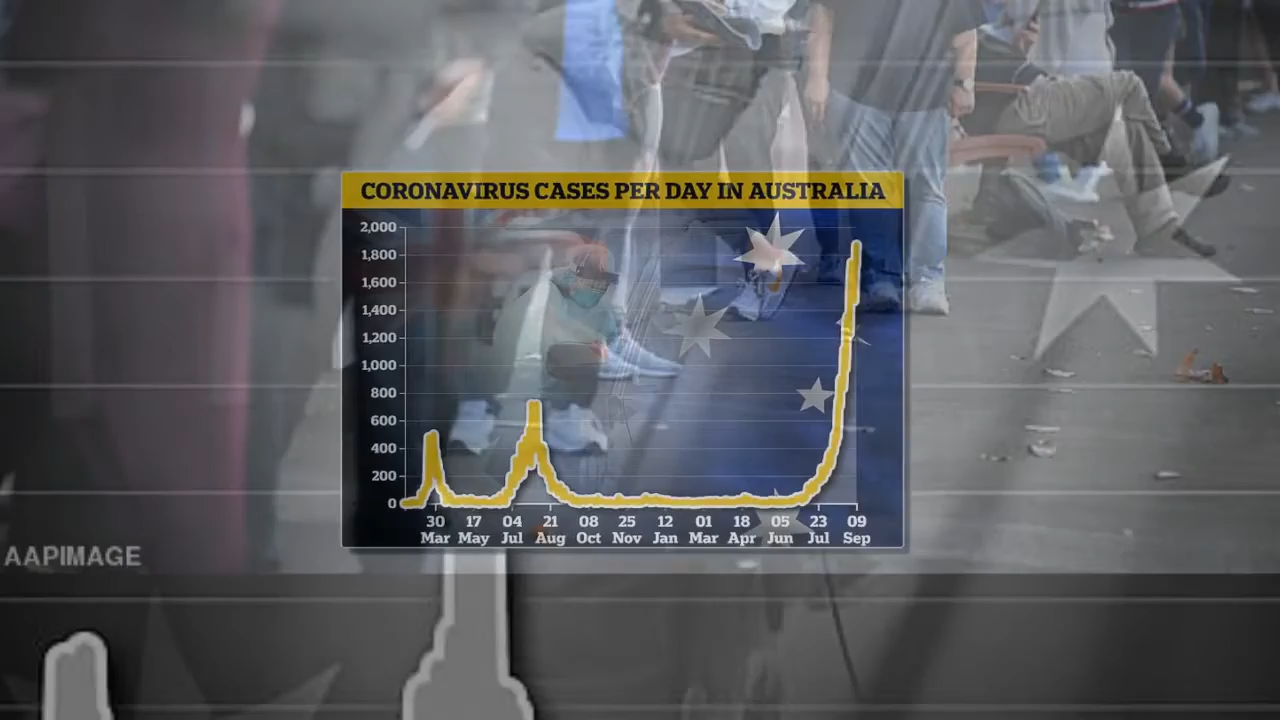 CORONAVIRUS CASES PER DAY IN AUSTRALIA
2,000
1,800
1,600
1,400
1,200
1,000
800
600
400
200
0
30 17 04 21 08 25 12 01 18 05 23 09
Mar May Jul Aug Oct Nov Jan Mar Apr Jun Jul Sep
AAPIMAGE